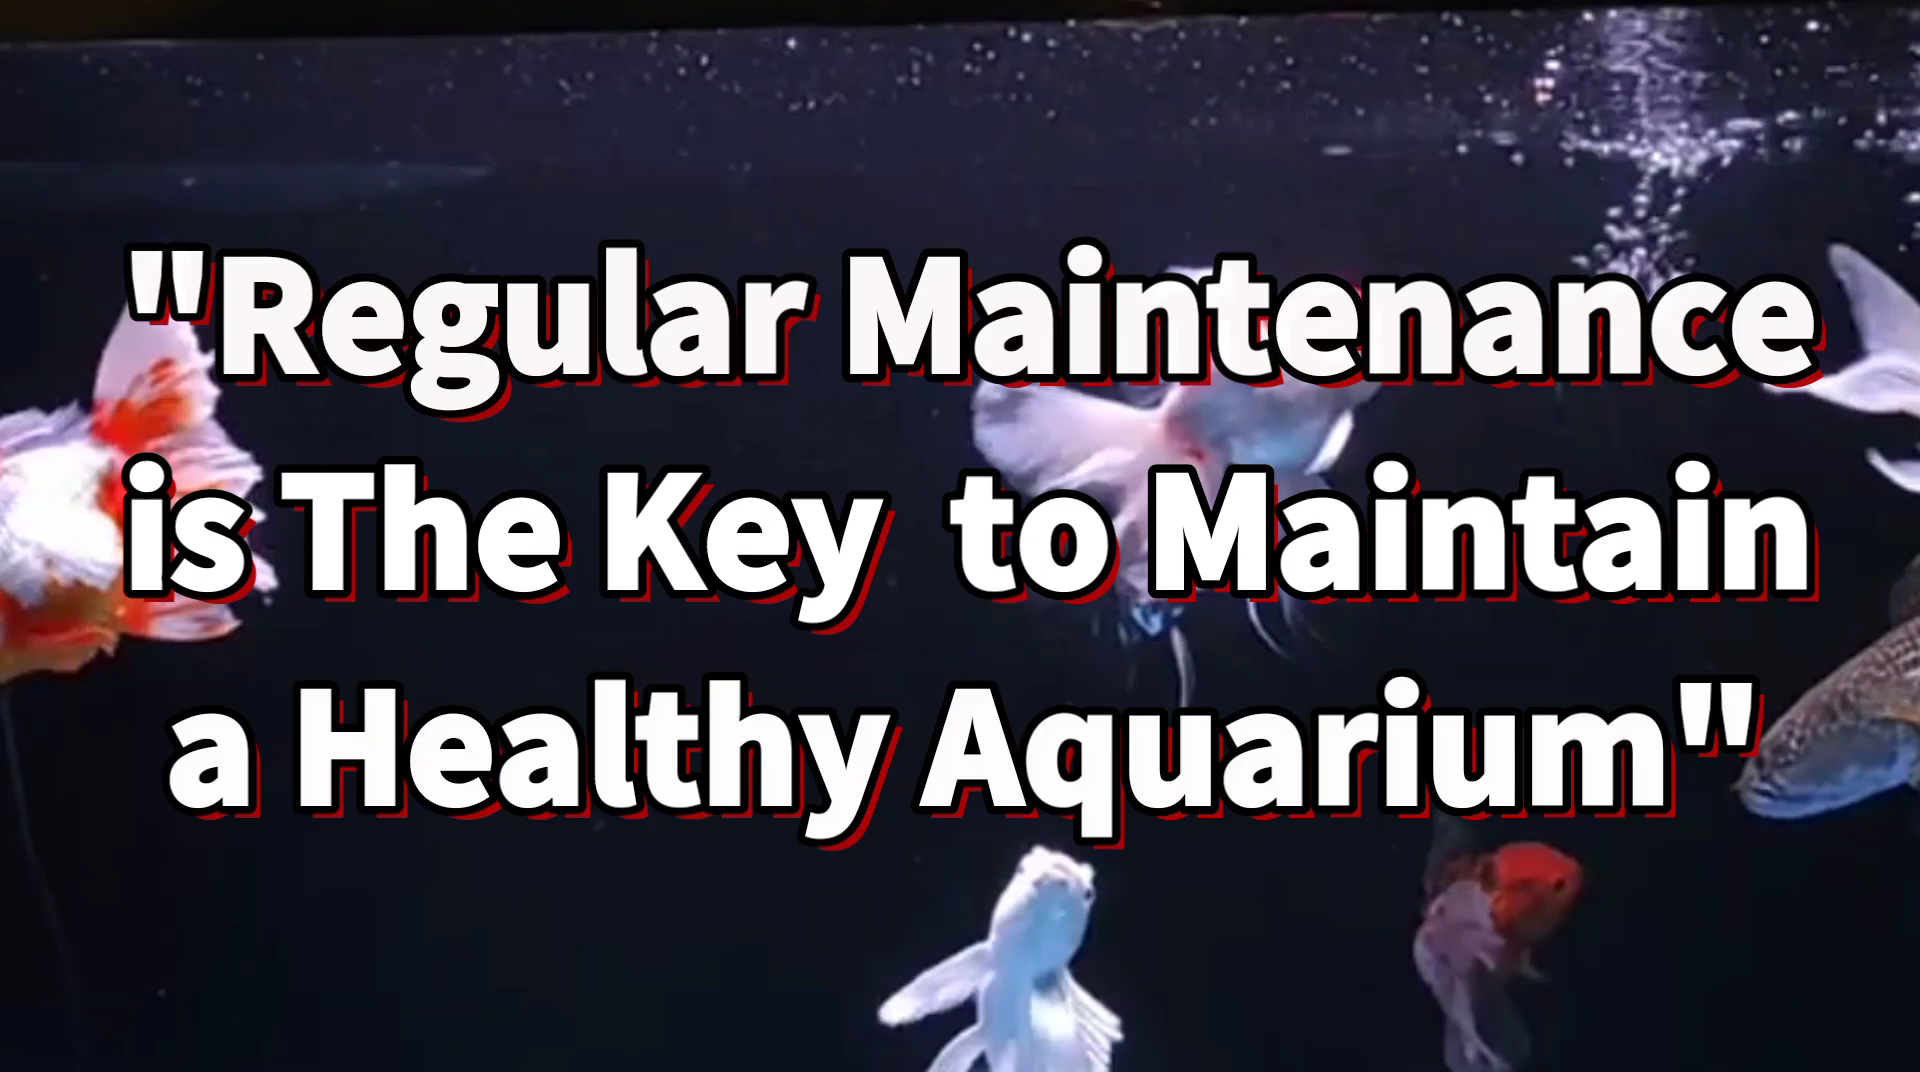 "Regular Maintenance
is The Key  to Maintain
a Healthy Aquarium"